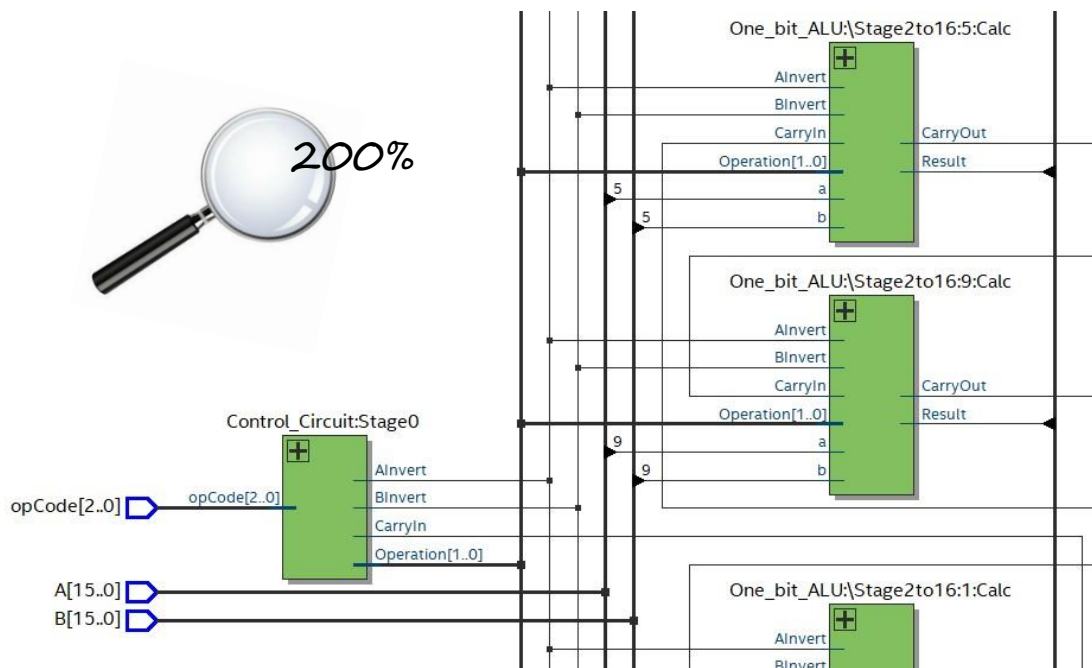 200%
One_bit_ALU:\Stage2to16:5:Calc
AInvert
BInvert
CarryIn
CarryOut
Operation[1..0]
Result
5
a
5
b
One_bit_ALU:\Stage2to16:9:Calc
AInvert
BInvert
CarryIn
CarryOut
Operation[1..0]
Result
9
a
9
b
Control_Circuit:Stage0
AInvert
opCode[2..0]
opCode[2..0]
BInvert
CarryIn
Operation[1..0]
A[15..0]
B[15..0]
One_bit_ALU:\Stage2to16:1:Calc
AInvert
BInvert